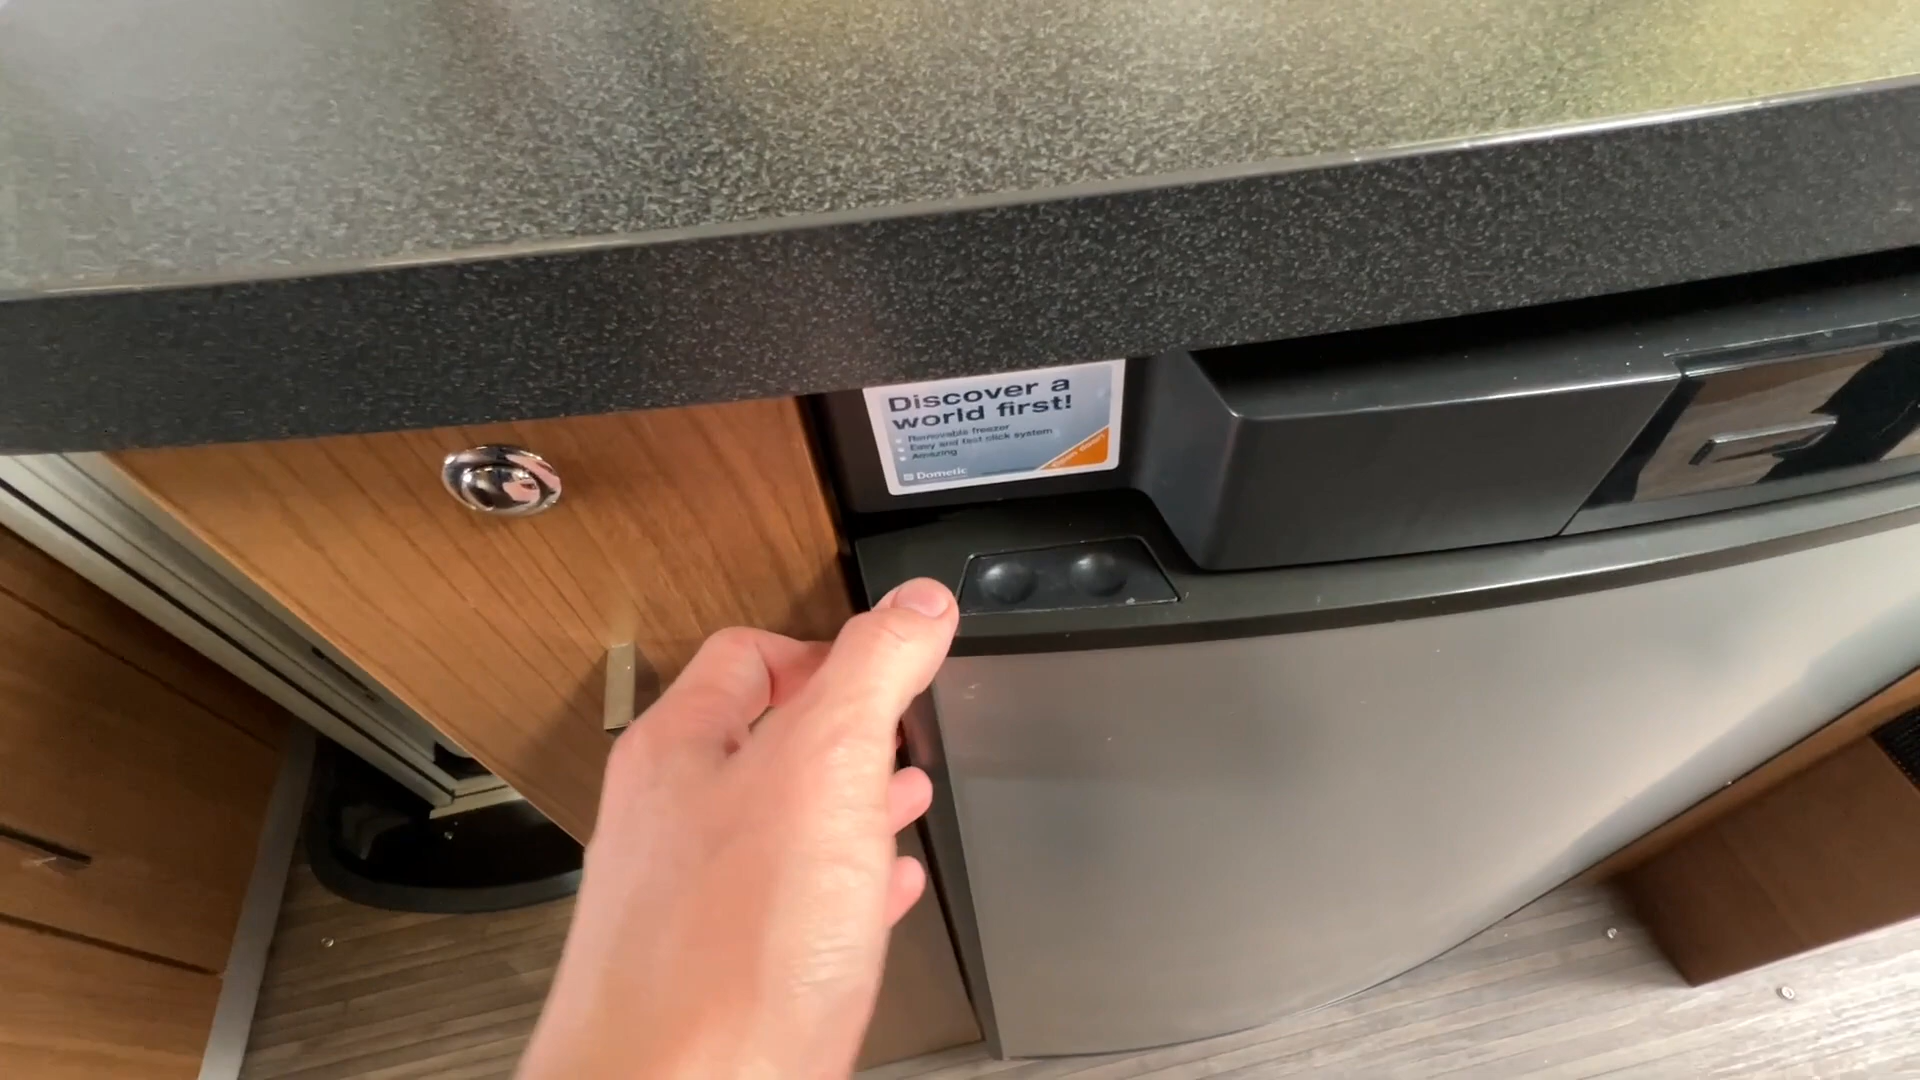 Discover a
world first!
Removable freezer
Easy and fast click system
Amazing
Dometic